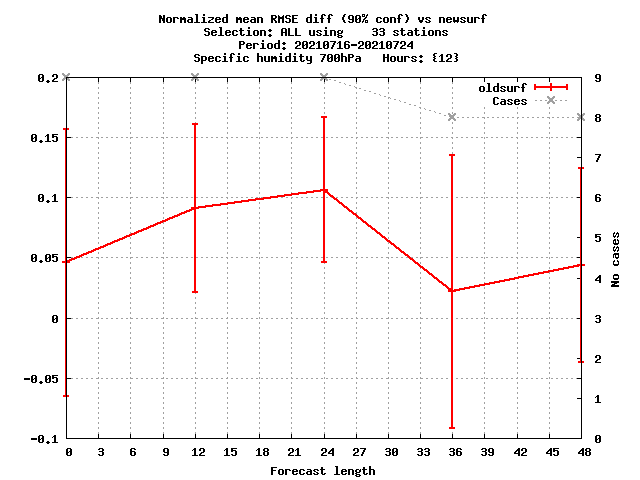 Normalized mean RMSE diff (90% conf) vs newsurf
Selection: ALL using    33 stations
Period: 20210716-20210724
Specific humidity 700hPa   Hours: {12}
oldsurf
Cases
0.2
0.15
0.1
0.05
0
-0.05
-0.1
9
8
7
6
5
4
3
2
1
0
No cases
0 3 6 9 12 15 18 21 24 27 30 33 36 39 42 45 48
Forecast length